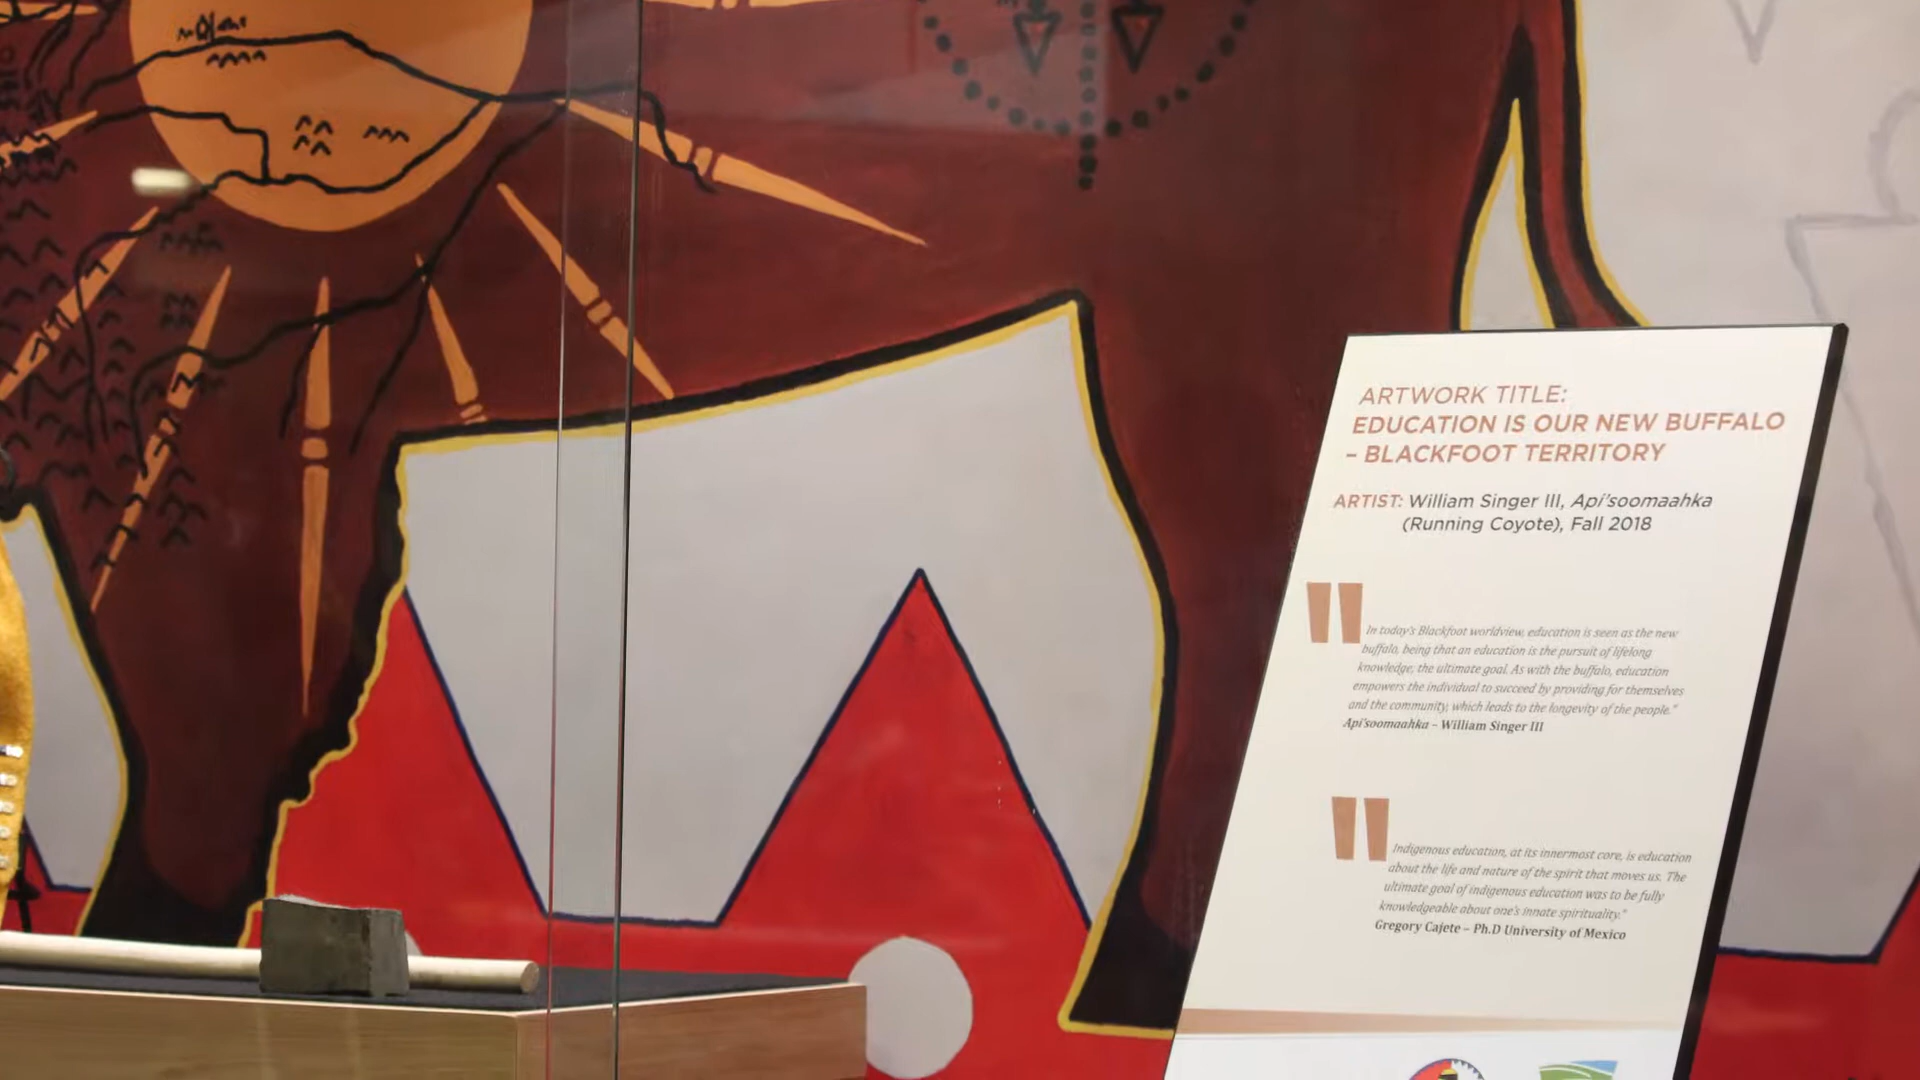 ARTWORK TITLE:
EDUCATION IS OUR NEW BUFFALO
– BLACKFOOT TERRITORY
ARTIST: William Singer III, Api'soomaahka
(Running Coyote), Fall 2018
" In today's Blackfoot worldview, education is seen as the new
buffalo, being that an education is the pursuit of lifelong
knowledge; the ultimate goal. As with the buffalo, education
empowers the individual to succeed by providing for themselves
and the community, which leads to the longevity of the people."
Api'soomaahka – William Singer III
" Indigenous education, at its innermost core, is education
about the life and nature of the spirit that moves us. The
ultimate goal of indigenous education was to be fully
knowledgeable about one's innate spirituality."
Gregory Cajete – Ph.D University of Mexico